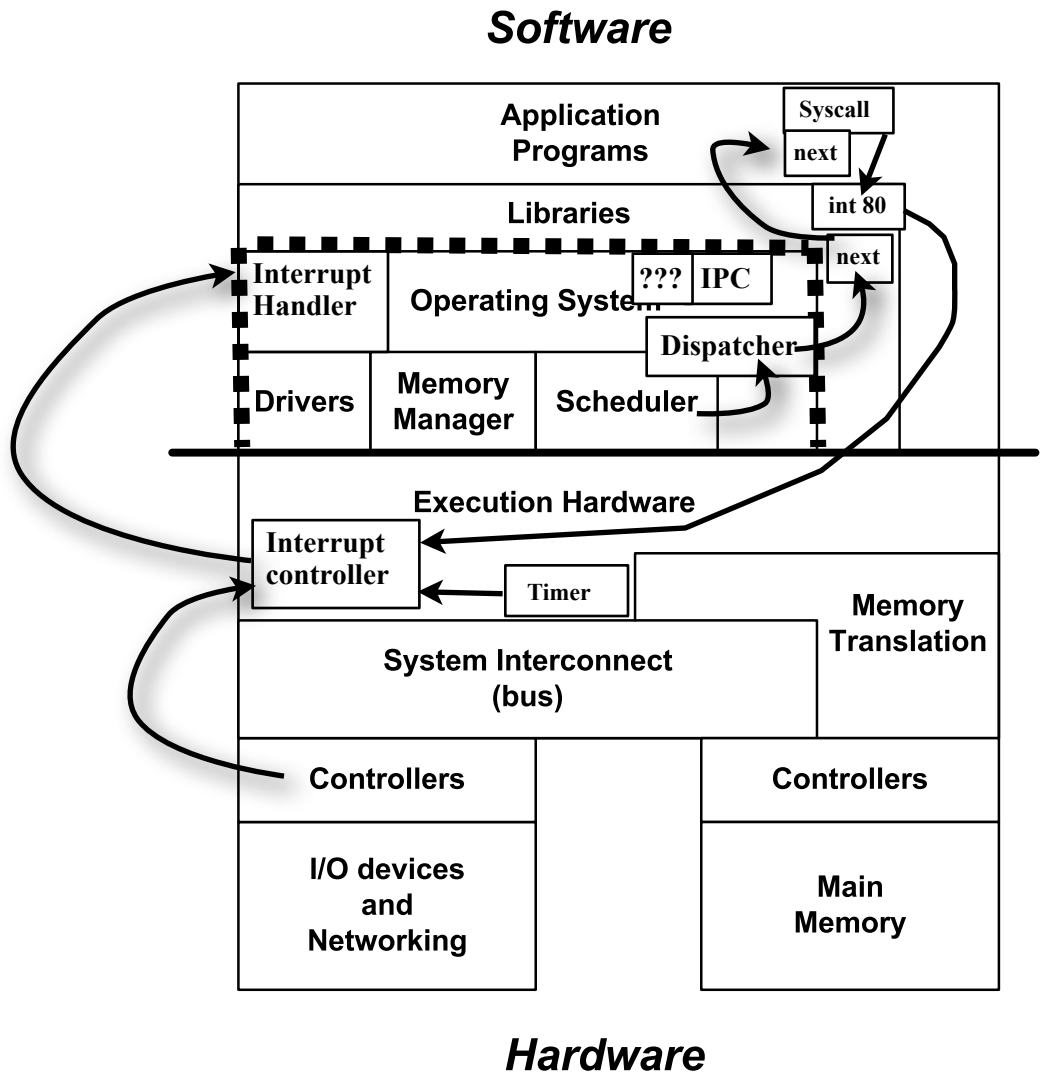 Software
Application
Programs
Syscall
next
Libraries
int 80
next
Interrupt
Handler
Operating System
???
IPC
Dispatcher
Drivers
Memory
Manager
Scheduler
Execution Hardware
Interrupt
controller
Timer
Memory
Translation
System Interconnect
(bus)
Controllers
Controllers
I/O devices
and
Networking
Main
Memory
Hardware